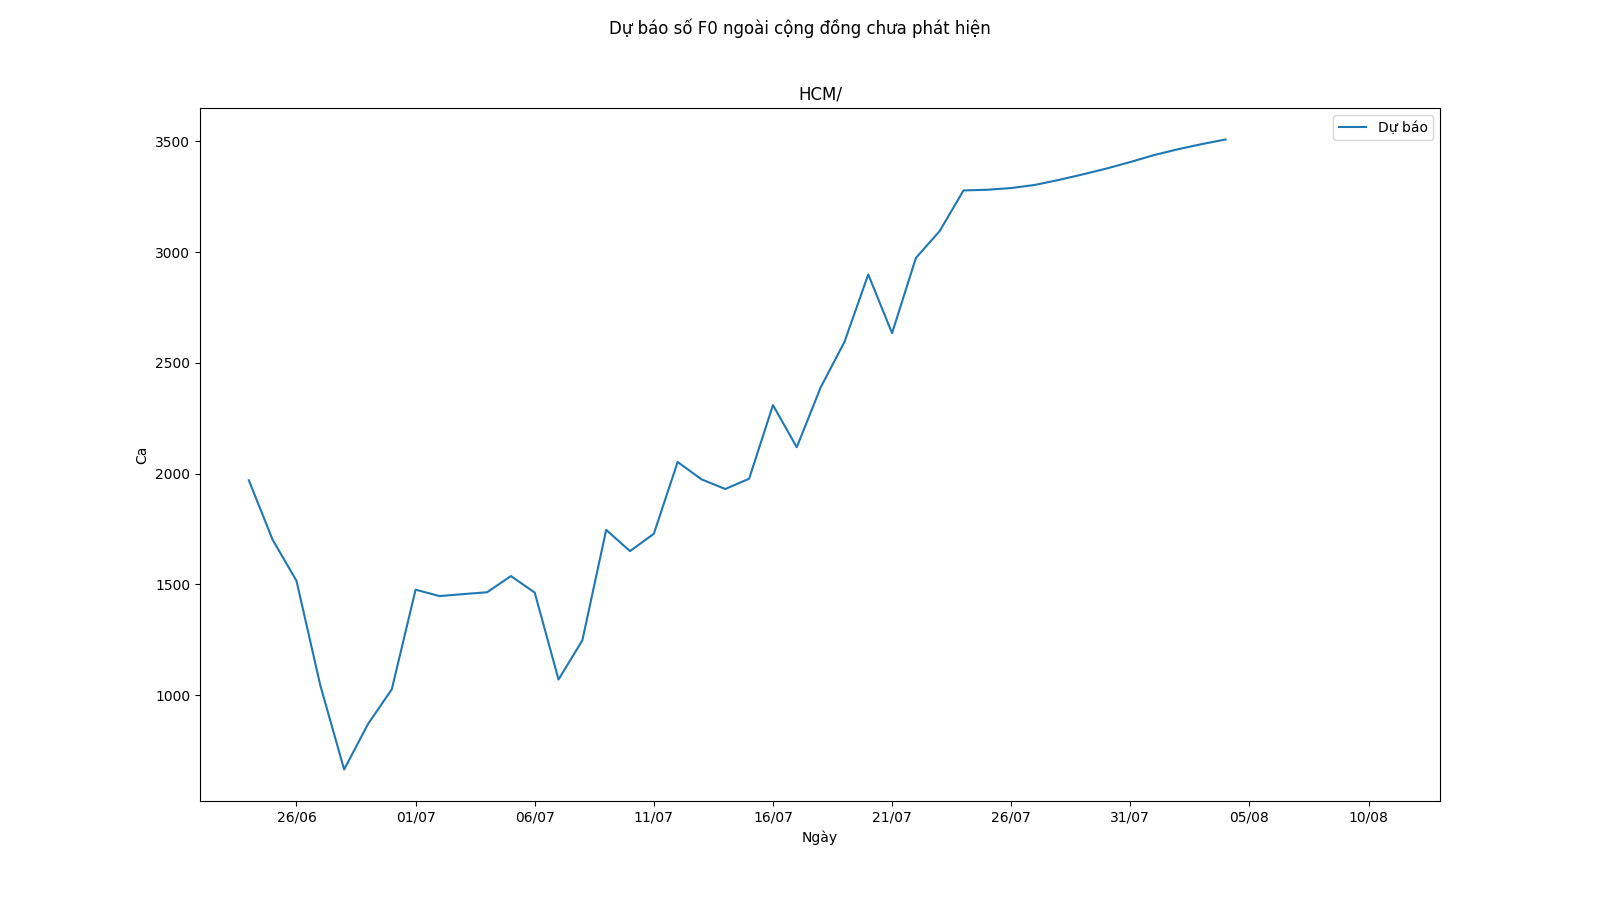 Dự báo số F0 ngoài cộng đồng chưa phát hiện
HCM/
Dự báo
3500
3000
2500
2000
1500
1000
Ca
26/06 01/07 06/07 11/07 16/07 21/07 26/07 31/07 05/08 10/08
Ngày